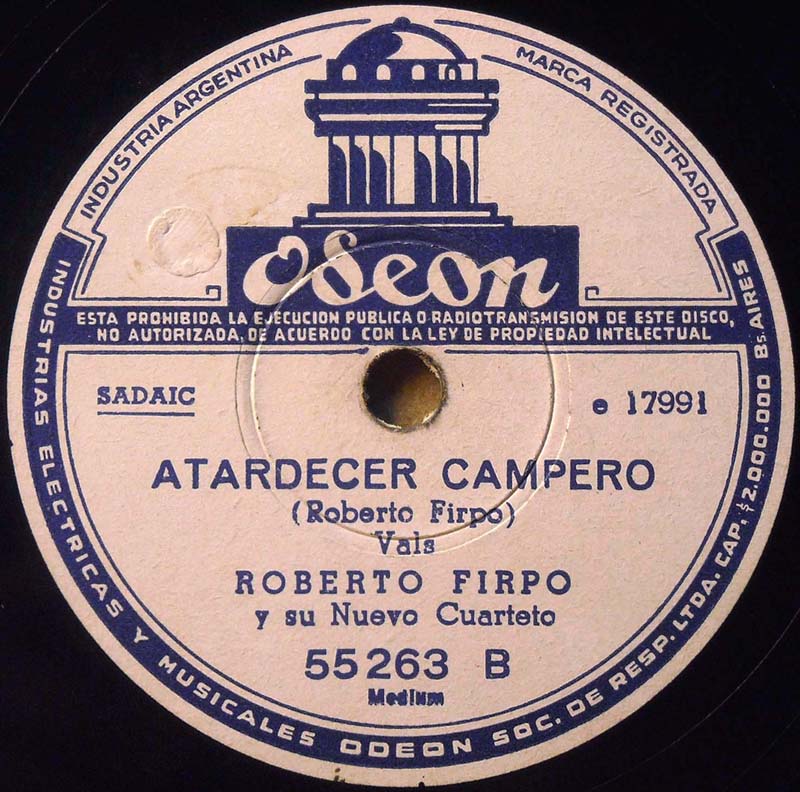 INDUSTRIA ARGENTINA
MARCA REGISTRADA
Odeon
ESTA PROHIBIDA LA EJECUCION PUBLICA O RADIOTRANSMISION DE ESTE DISCO,
NO AUTORIZADA, DE ACUERDO CON LA LEY DE PROPIEDAD INTELECTUAL
SADAIC
e 17991
ATARDECER CAMPERO
(Roberto Firpo)
Vals
ROBERTO FIRPO
y su Nuevo Cuarteto
55263 B
Medium
INDUSTRIAS ELECTRICAS Y MUSICALES ODEON SOC. DE RESP. LTDA. CAP. $2.000.000 Bs. AIRES